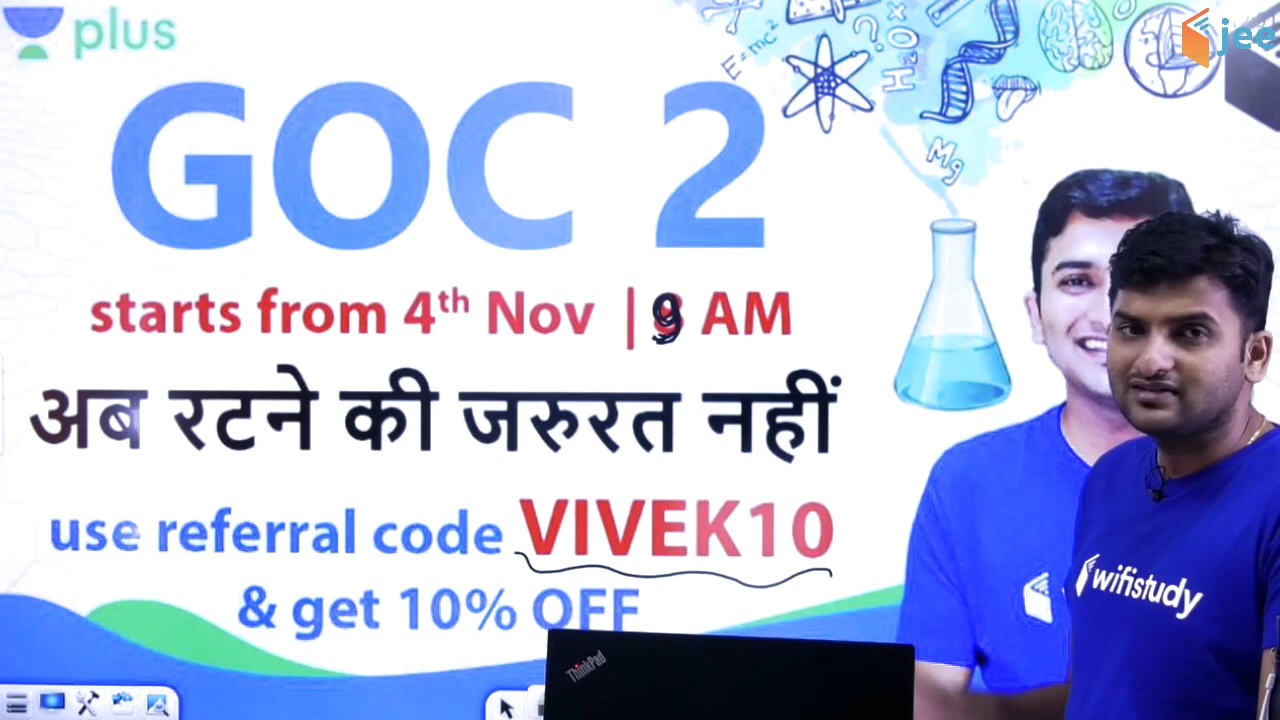 plus
E=mc²
?
H₂O
jee
GOC 2
Mg
starts from 4th Nov | 9 AM
अब रटने की जरुरत नहीं
use referral code VIVEK10
& get 10% OFF
wifistudy
ThinkPad